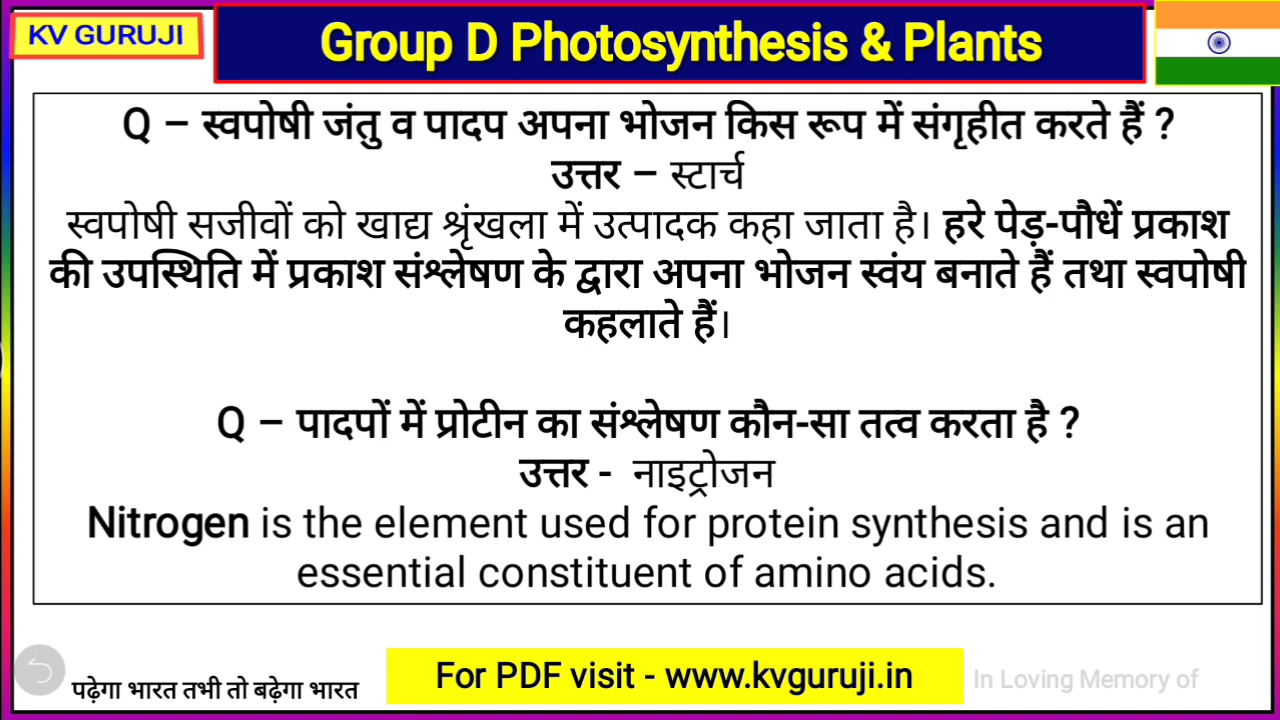 KV GURUJI
Group D Photosynthesis & Plants
Q – स्वपोषी जंतु व पादप अपना भोजन किस रूप में संगृहीत करते हैं ?
उत्तर – स्टार्च
स्वपोषी सजीवों को खाद्य श्रृंखला में उत्पादक कहा जाता है। हरे पेड़-पौधें प्रकाश
की उपस्थिति में प्रकाश संश्लेषण के द्वारा अपना भोजन स्वंय बनाते हैं तथा स्वपोषी
कहलाते हैं।
Q – पादपों में प्रोटीन का संश्लेषण कौन-सा तत्व करता है ?
उत्तर - नाइट्रोजन
Nitrogen is the element used for protein synthesis and is an
essential constituent of amino acids.
पढ़ेगा भारत तभी तो बढ़ेगा भारत
For PDF visit - www.kvguruji.in
In Loving Memory of